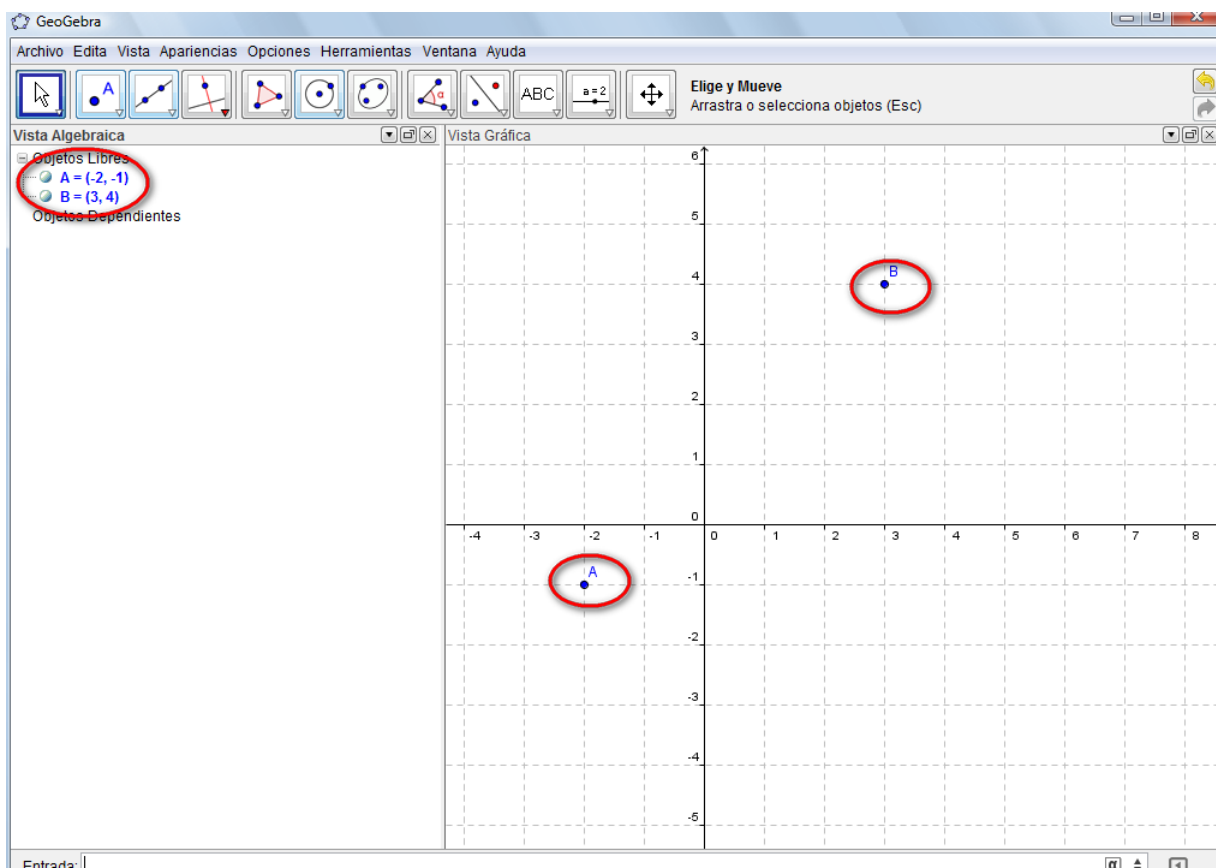 GeoGebra
Archivo Edita Vista Apariencias Opciones Herramientas Ventana Ayuda
A
α
ABC
a = 2
Elige y Mueve
Arrastra o selecciona objetos (Esc)
Vista Algebraica
Vista Gráfica
Objetos Libres
A = (-2, -1)
B = (3, 4)
Objetos Dependientes
6
5
4
3
2
1
0
-4 -3 -2 -1 0 1 2 3 4 5 6 7 8
-1
-2
-3
-4
-5
B
A
Entrada:
α